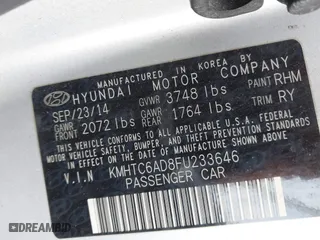 MANUFACTURED IN KOREA BY
HYUNDAI MOTOR COMPANY
SEP/23/14 GVWR 3748 lbs PAINT RHM
GAWR FRONT 2072 lbs GAWR REAR 1764 lbs TRIM RY
THIS VEHICLE CONFORMS TO ALL APPLICABLE
U.S. FEDERAL MOTOR VEHICLE SAFETY, BUMPER,
AND THEFT PREVENTION STANDARDS IN EFFECT
ON THE DATE OF MANUFACTURE SHOWN ABOVE.
V.I.N KMHTC6AD8FU233646
PASSENGER CAR
DREAMBID